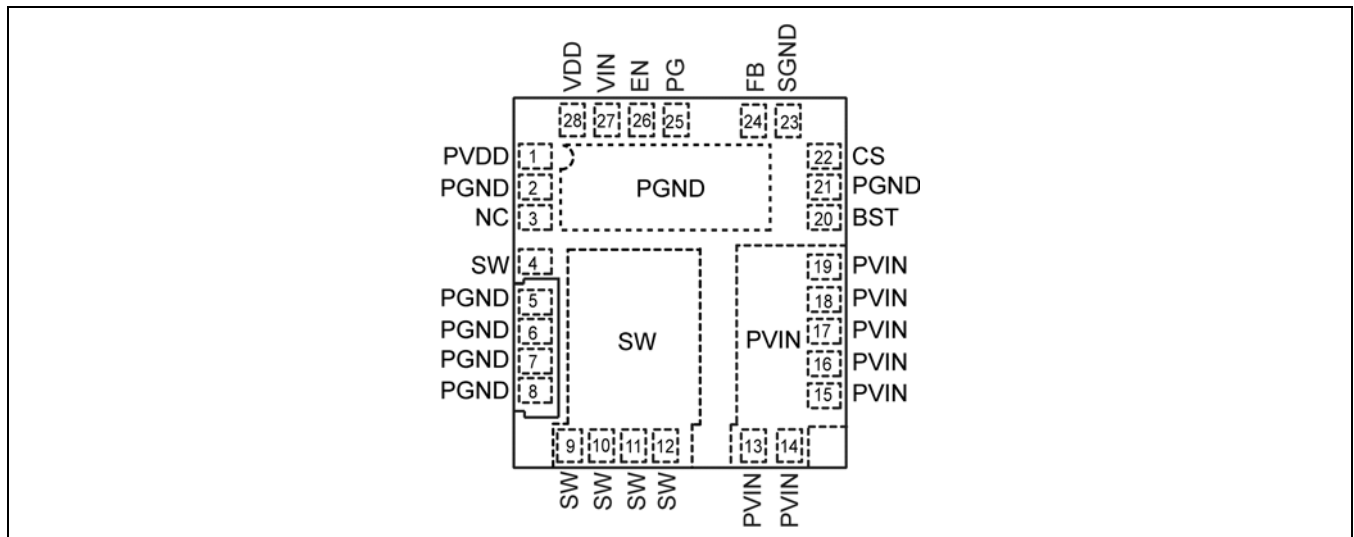 VDD VIN EN PG FB SGND
28 27 26 25 24 23
PVDD 1 22 CS
PGND 2 PGND 21 PGND
NC 3 20 BST
SW 4 19 PVIN
PGND 5 18 PVIN
PGND 6 SW PVIN 17 PVIN
PGND 7 16 PVIN
PGND 8 15 PVIN
9 10 11 12 13 14
SW SW SW SW PVIN PVIN